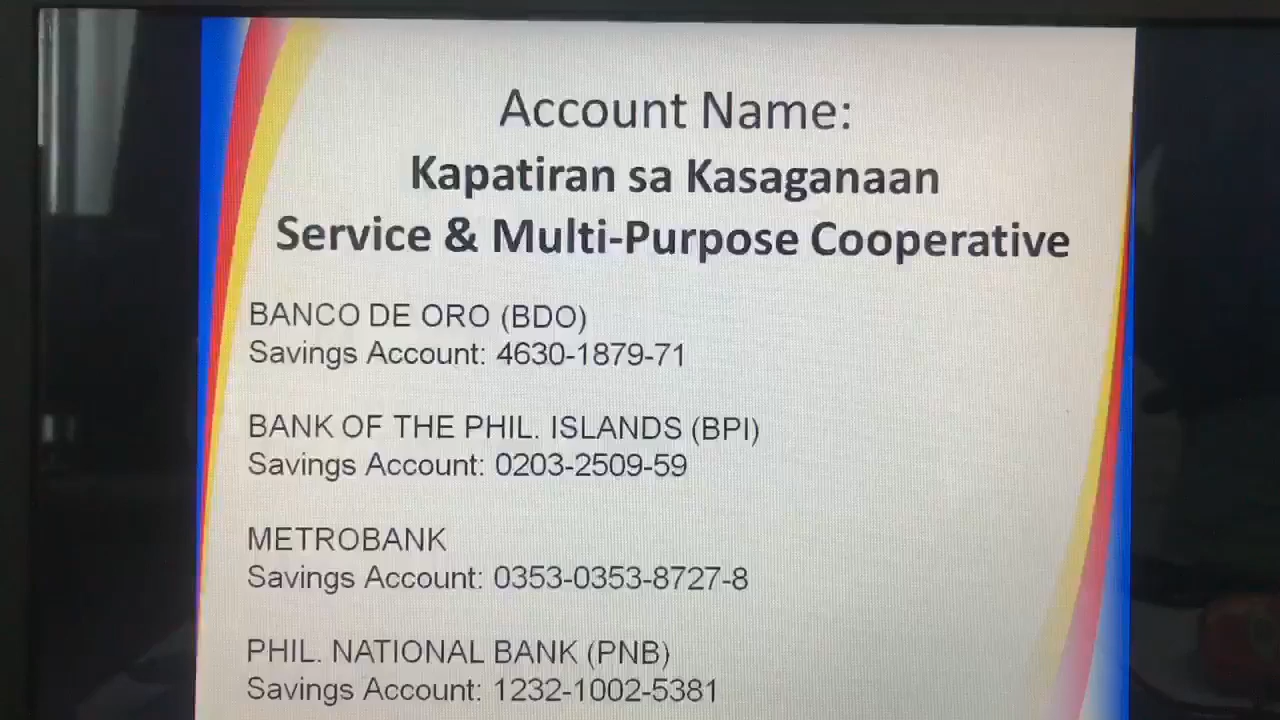 Account Name:
Kapatiran sa Kasaganaan
Service & Multi-Purpose Cooperative
BANCO DE ORO (BDO)
Savings Account: 4630-1879-71
BANK OF THE PHIL. ISLANDS (BPI)
Savings Account: 0203-2509-59
METROBANK
Savings Account: 0353-0353-8727-8
PHIL. NATIONAL BANK (PNB)
Savings Account: 1232-1002-5381